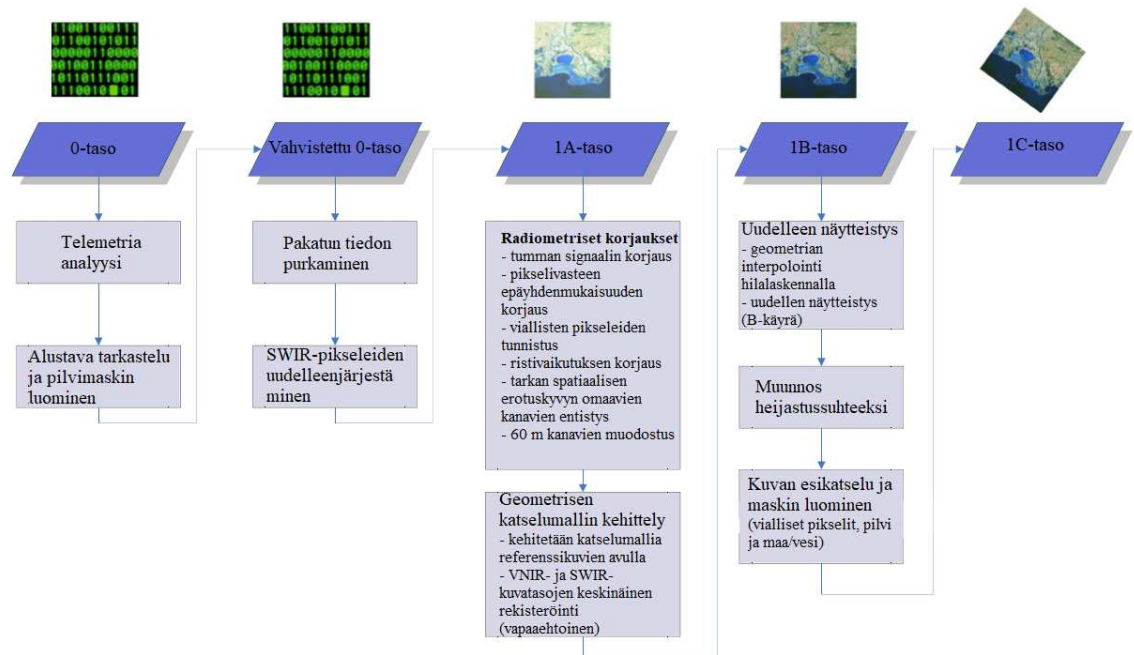 0-taso
Telemetria
analyysi
Alustava tarkastelu
ja pilvimaskin
luominen
Vahvistettu 0-taso
Pakatun tiedon
purkaminen
SWIR-pikseleiden
uudelleenjärjestä
minen
1A-taso
Radiometriset korjaukset
- tumman signaalin korjaus
- pikselivasteen
epäyhdenmukaisuuden
korjaus
- viallisten pikseleiden
tunnistus
- ristivaikutuksen korjaus
- tarkan spatiaalisen
erotuskyvyn omaavien
kanavien entistys
- 60 m kanavien muodostus
Geometrisen
katselumallin kehittely
- kehitetään katselumallia
referenssikuvien avulla
- VNIR- ja SWIR-
kuvatasojen keskinäinen
rekisteröinti
(vapaaehtoinen)
1B-taso
Uudelleen näytteistys
- geometrian
interpolointi
hilalaskennalla
- uudellen näytteistys
(B-käyrä)
Muunnos
heijastussuhteeksi
Kuvan esikatselu ja
maskin luominen
(vialliset pikselit, pilvi
ja maa/vesi)
1C-taso